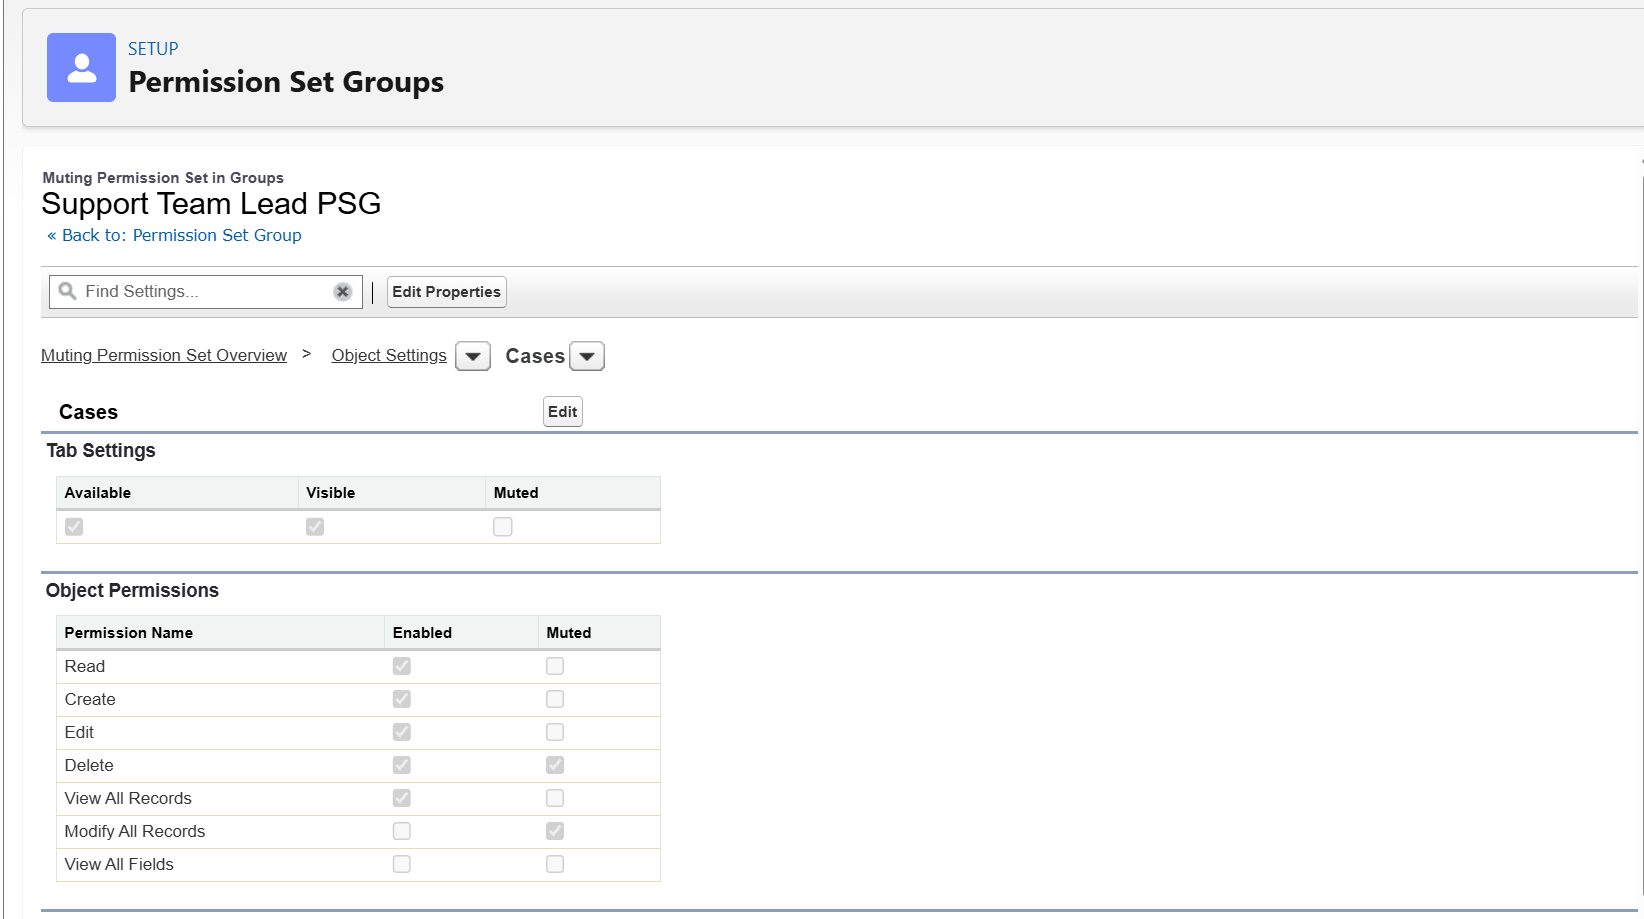 SETUP
Permission Set Groups
Muting Permission Set in Groups
Support Team Lead PSG
« Back to: Permission Set Group
Find Settings... Edit Properties
Muting Permission Set Overview > Object Settings Cases
Cases Edit
Tab Settings
Available Visible Muted
Object Permissions
Permission Name Enabled Muted
Read
Create
Edit
Delete
View All Records
Modify All Records
View All Fields